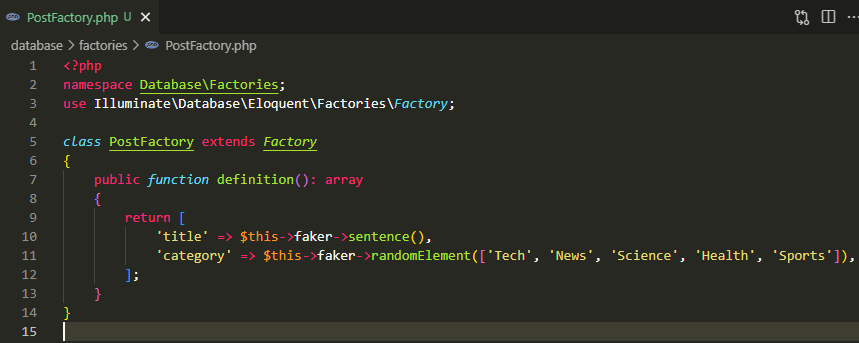 PostFactory.php U
database > factories > PostFactory.php
1 <?php
2 namespace Database\Factories;
3 use Illuminate\Database\Eloquent\Factories\Factory;
4
5 class PostFactory extends Factory
6 {
7     public function definition(): array
8     {
9         return [
10             'title' => $this->faker->sentence(),
11             'category' => $this->faker->randomElement(['Tech', 'News', 'Science', 'Health', 'Sports']),
12         ];
13     }
14 }
15